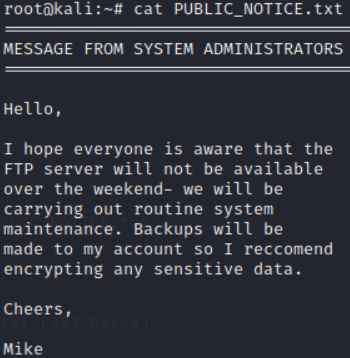 root@kali:~# cat PUBLIC_NOTICE.txt
================================
MESSAGE FROM SYSTEM ADMINISTRATORS
================================
Hello,
I hope everyone is aware that the
FTP server will not be available
over the weekend- we will be
carrying out routine system
maintenance. Backups will be
made to my account so I reccomend
encrypting any sensitive data.
Cheers,
Mike